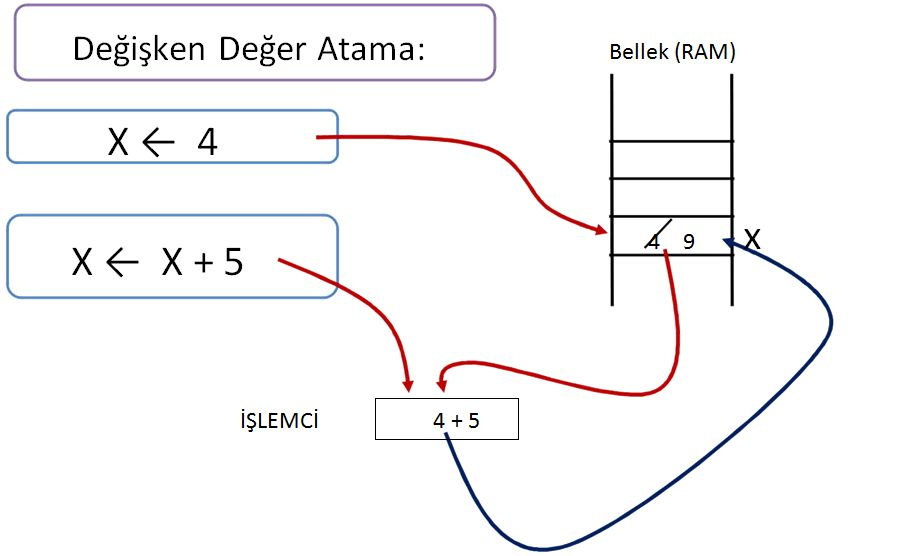 Değişken Değer Atama:
Bellek (RAM)
X ← 4
X ← X + 5
4 9 X
İŞLEMCİ
4 + 5